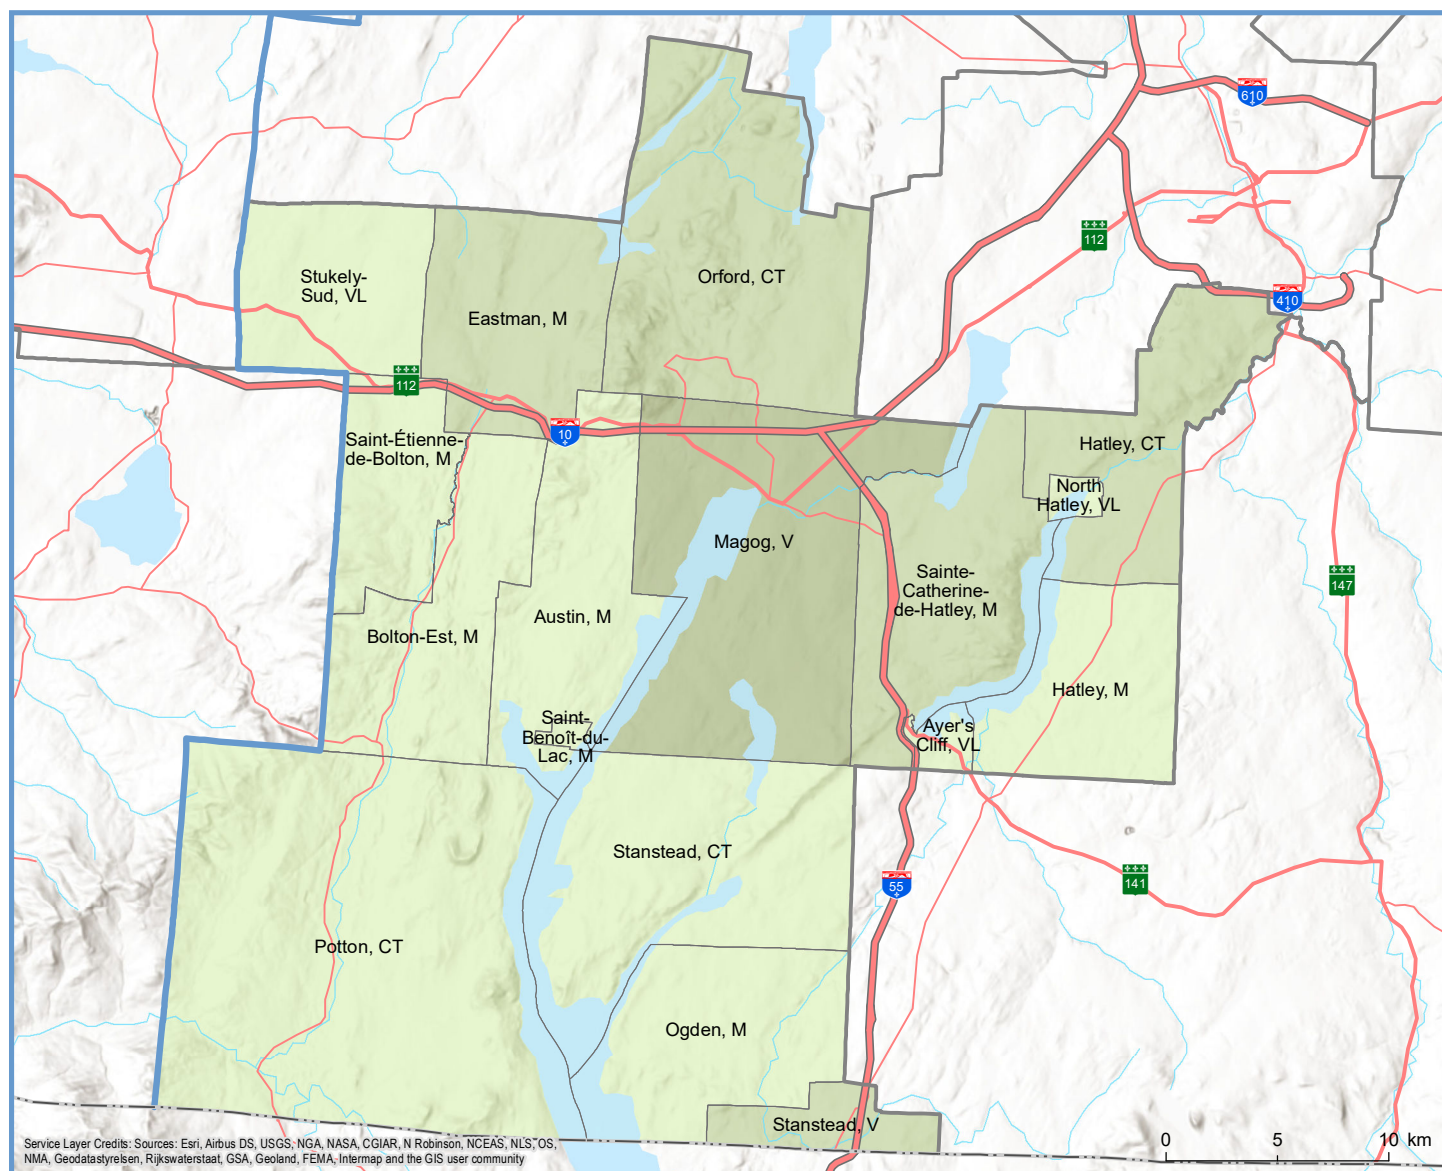 610
112
Stukely-
Sud, VL
Orford, CT
410
Eastman, M
112
10
Saint-Étienne-
de-Bolton, M
Hatley, CT
North
Hatley, VL
Magog, V
Sainte-
Catherine-
de-Hatley, M
147
Austin, M
Bolton-Est, M
Hatley, M
Saint-
Benoît-du-
Lac, M
Ayer's
Cliff, VL
Stanstead, CT
55
141
Potton, CT
Ogden, M
Stanstead, V
0 5 10 km
Service Layer Credits: Sources: Esri, Airbus DS, USGS, NGA, NASA, CGIAR, N Robinson, NCEAS, NLS, OS,
NMA, Geodatastyrelsen, Rijkswaterstaat, GSA, Geoland, FEMA, Intermap and the GIS user community